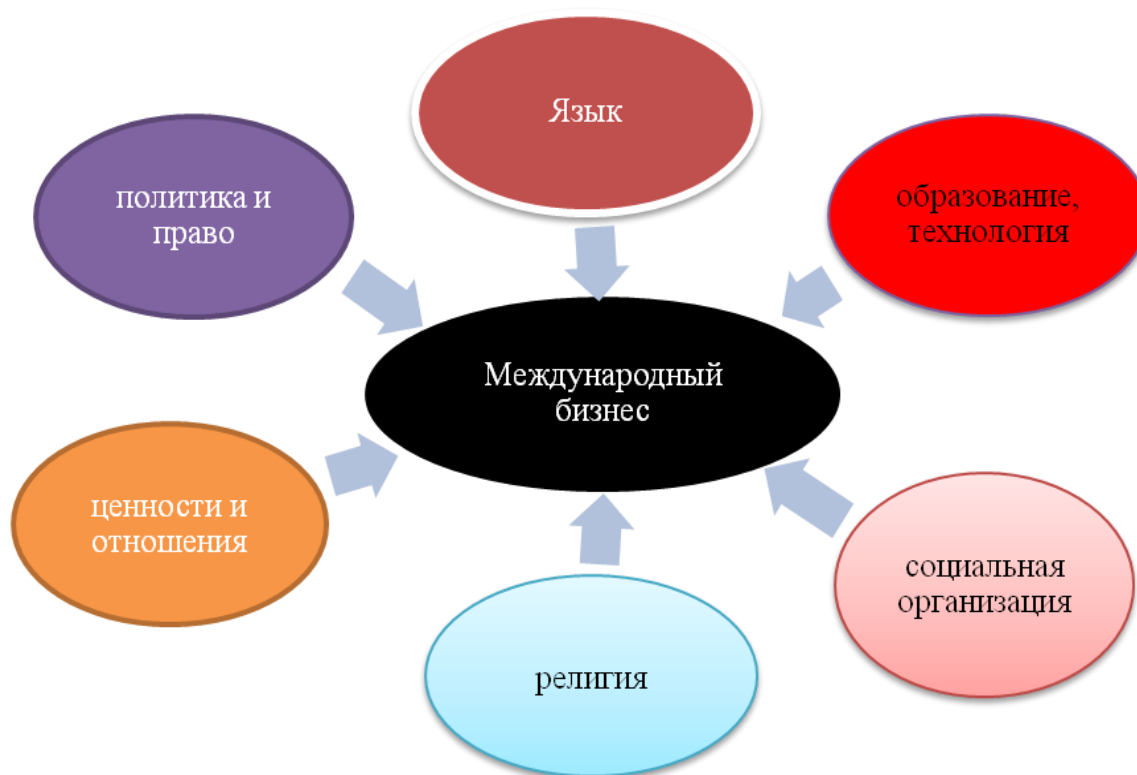 Язык
политика и
право
образование,
технология
Международный
бизнес
ценности и
отношения
социальная
организация
религия